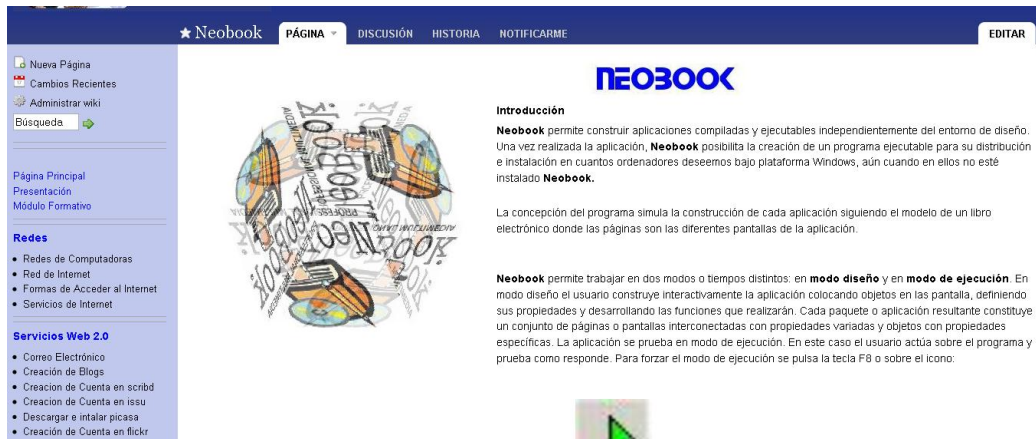 Neobook PÁGINA DISCUSIÓN HISTORIA NOTIFICARME EDITAR
Nueva Página
Cambios Recientes
Administrar wiki
Búsqueda
Página Principal
Presentación
Módulo Formativo
Redes
Redes de Computadoras
Red de Internet
Formas de Acceder al Internet
Servicios de Internet
Servicios Web 2.0
Correo Electrónico
Creación de Blogs
Creacion de Cuenta en scribd
Creacion de Cuenta en issu
Descargar e intalar picasa
Creación de Cuenta en flickr
NEOBOOK
Introducción
Neobook permite construir aplicaciones compiladas y ejecutables independientemente del entorno de diseño.
Una vez realizada la aplicación, Neobook posibilita la creación de un programa ejecutable para su distribución
e instalación en cuantos ordenadores deseemos bajo plataforma Windows, aún cuando en ellos no esté
instalado Neobook.
La concepción del programa simula la construcción de cada aplicación siguiendo el modelo de un libro
electrónico donde las páginas son las diferentes pantallas de la aplicación.
Neobook permite trabajar en dos modos o tiempos distintos: en modo diseño y en modo de ejecución. En
modo diseño el usuario construye interactivamente la aplicación colocando objetos en las pantalla, definiendo
sus propiedades y desarrollando las funciones que realizarán. Cada paquete o aplicación resultante constituye
un conjunto de páginas o pantallas interconectadas con propiedades variadas y objetos con propiedades
específicas. La aplicación se prueba en modo de ejecución. En este caso el usuario actúa sobre el programa y
prueba como responde. Para forzar el modo de ejecución se pulsa la tecla F8 o sobre el icono: